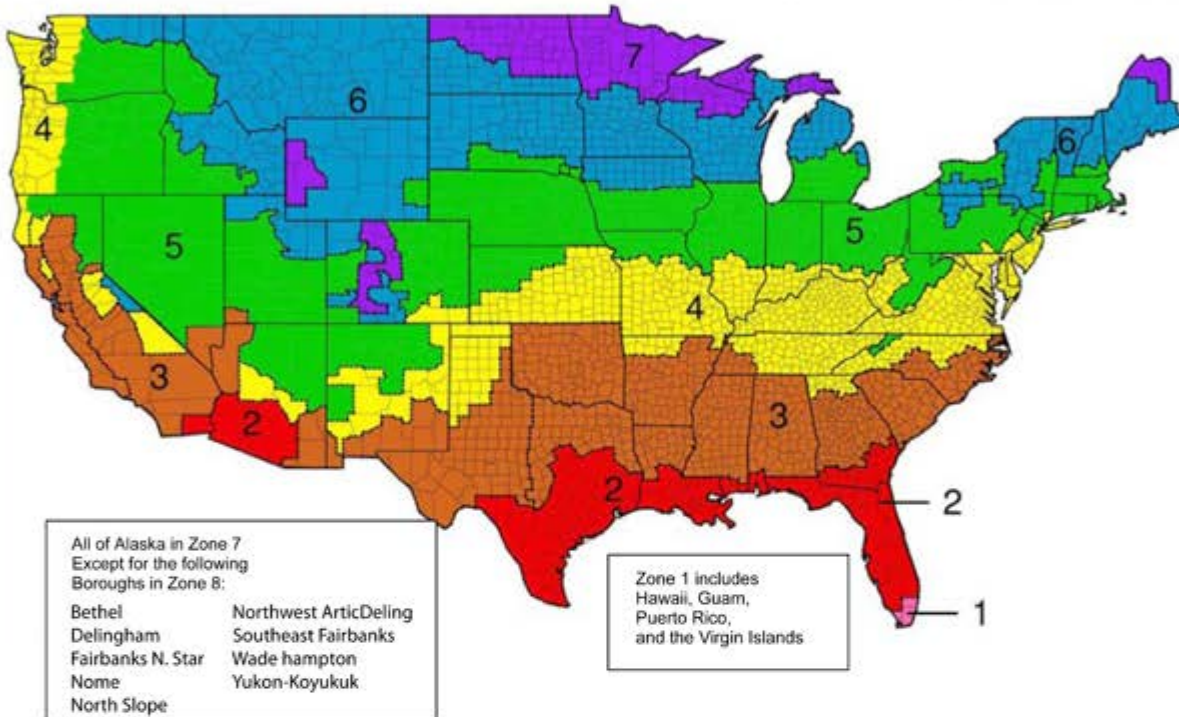 7
6
6
4
5
5
4
3
3
2
2
2
1
All of Alaska in Zone 7
Except for the following
Boroughs in Zone 8:
Bethel Northwest ArticDeling
Delingham Southeast Fairbanks
Fairbanks N. Star Wade hampton
Nome Yukon-Koyukuk
North Slope
Zone 1 includes
Hawaii, Guam,
Puerto Rico,
and the Virgin Islands